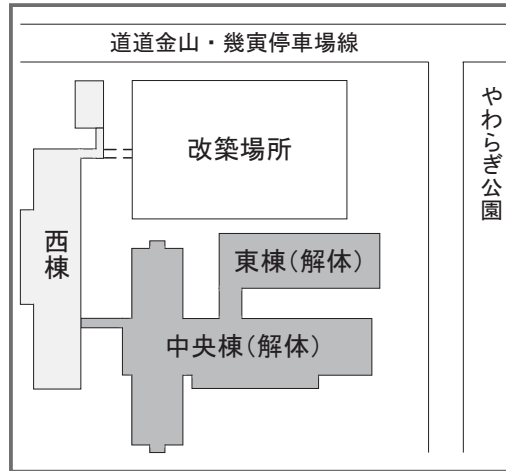 道道金山・幾寅停車場線
やわらぎ公園
改築場所
西棟
東棟(解体)
中央棟(解体)